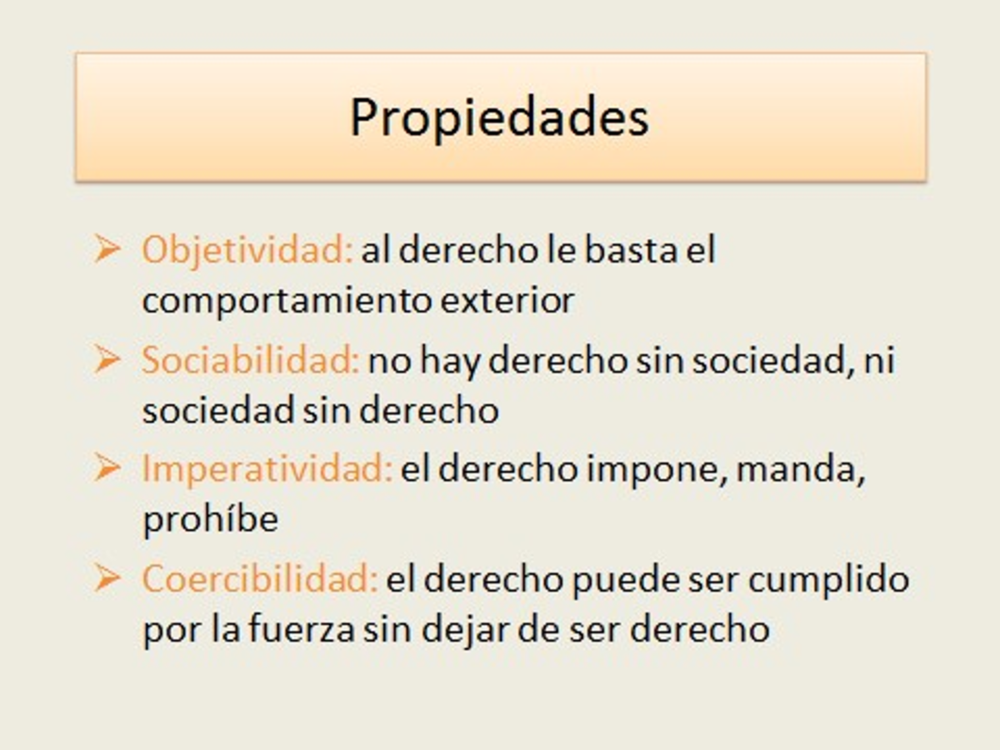 Propiedades
Objetividad: al derecho le basta el
comportamiento exterior
Sociabilidad: no hay derecho sin sociedad, ni
sociedad sin derecho
Imperatividad: el derecho impone, manda,
prohíbe
Coercibilidad: el derecho puede ser cumplido
por la fuerza sin dejar de ser derecho